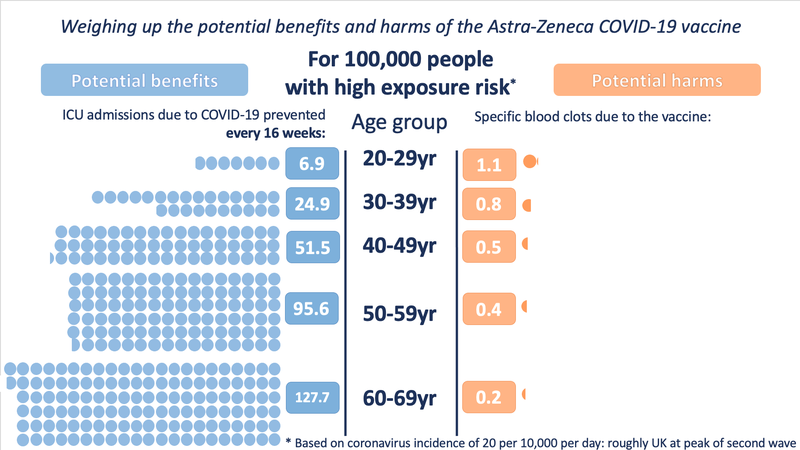 Weighing up the potential benefits and harms of the Astra-Zeneca COVID-19 vaccine
For 100,000 people
with high exposure risk*
Potential benefits
Potential harms
ICU admissions due to COVID-19 prevented
every 16 weeks:
Age group
Specific blood clots due to the vaccine:
6.9 20-29yr 1.1
24.9 30-39yr 0.8
51.5 40-49yr 0.5
95.6 50-59yr 0.4
127.7 60-69yr 0.2
* Based on coronavirus incidence of 20 per 10,000 per day: roughly UK at peak of second wave